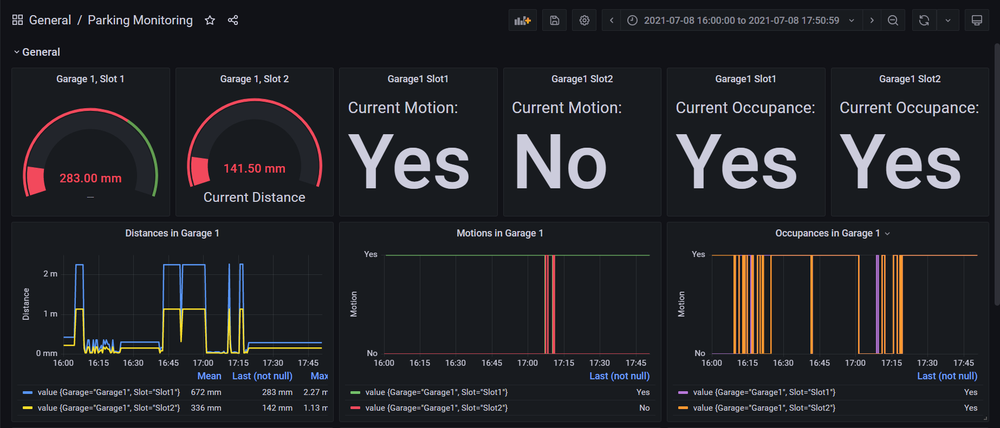 General / Parking Monitoring
2021-07-08 16:00:00 to 2021-07-08 17:50:59
General
Garage 1, Slot 1
283.00 mm
Garage 1, Slot 2
141.50 mm
Current Distance
Garage1 Slot1
Current Motion:
Yes
Garage1 Slot2
Current Motion:
No
Garage1 Slot1
Current Occupance:
Yes
Garage1 Slot2
Current Occupance:
Yes
Distances in Garage 1
Distance
2 m
1 m
0 mm
16:00 16:15 16:30 16:45 17:00 17:15 17:30 17:45
Mean Last (not null) Max
value {Garage="Garage1", Slot="Slot1"} 672 mm 283 mm 2.27 m
value {Garage="Garage1", Slot="Slot2"} 336 mm 142 mm 1.13 m
Motions in Garage 1
Motion
Yes
No
16:00 16:15 16:30 16:45 17:00 17:15 17:30 17:45
Last (not null)
value {Garage="Garage1", Slot="Slot1"} Yes
value {Garage="Garage1", Slot="Slot2"} No
Occupances in Garage 1
Motion
Yes
No
16:00 16:15 16:30 16:45 17:00 17:15 17:30 17:45
Last (not null)
value {Garage="Garage1", Slot="Slot1"} Yes
value {Garage="Garage1", Slot="Slot2"} Yes